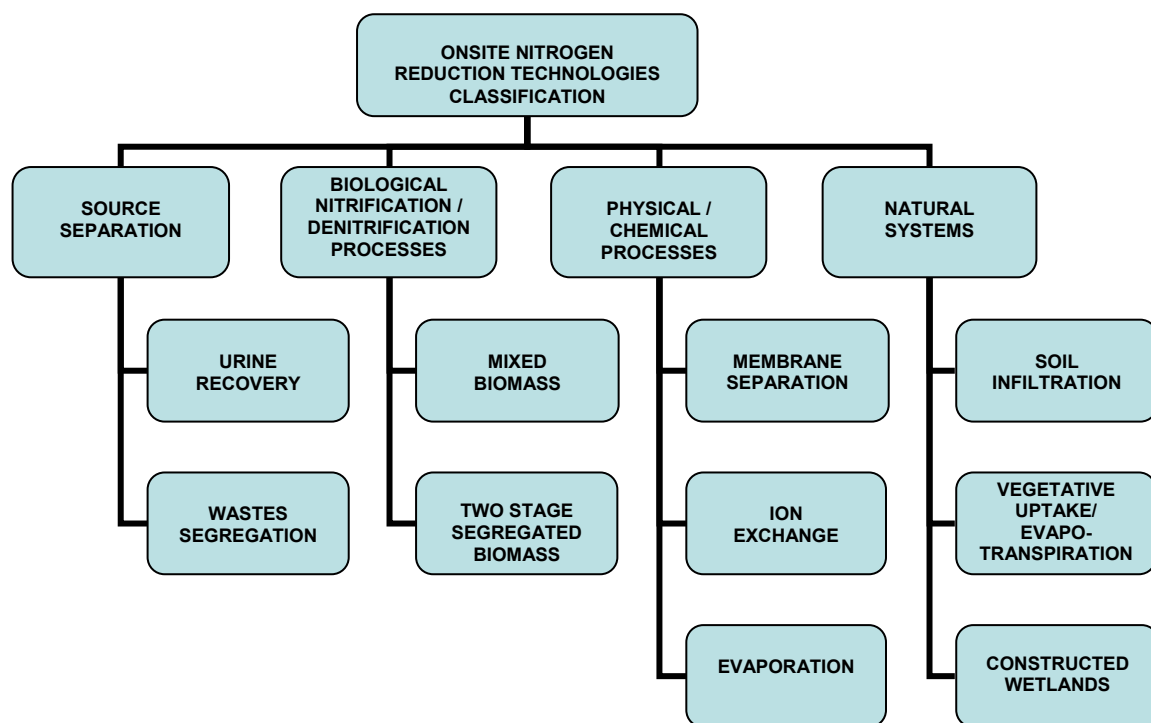 ONSITE NITROGEN
REDUCTION TECHNOLOGIES
CLASSIFICATION
SOURCE
SEPARATION
BIOLOGICAL
NITRIFICATION /
DENITRIFICATION
PROCESSES
PHYSICAL /
CHEMICAL
PROCESSES
NATURAL
SYSTEMS
URINE
RECOVERY
MIXED
BIOMASS
MEMBRANE
SEPARATION
SOIL
INFILTRATION
WASTES
SEGREGATION
TWO STAGE
SEGREGATED
BIOMASS
ION
EXCHANGE
VEGETATIVE
UPTAKE/
EVAPO-
TRANSPIRATION
EVAPORATION
CONSTRUCTED
WETLANDS